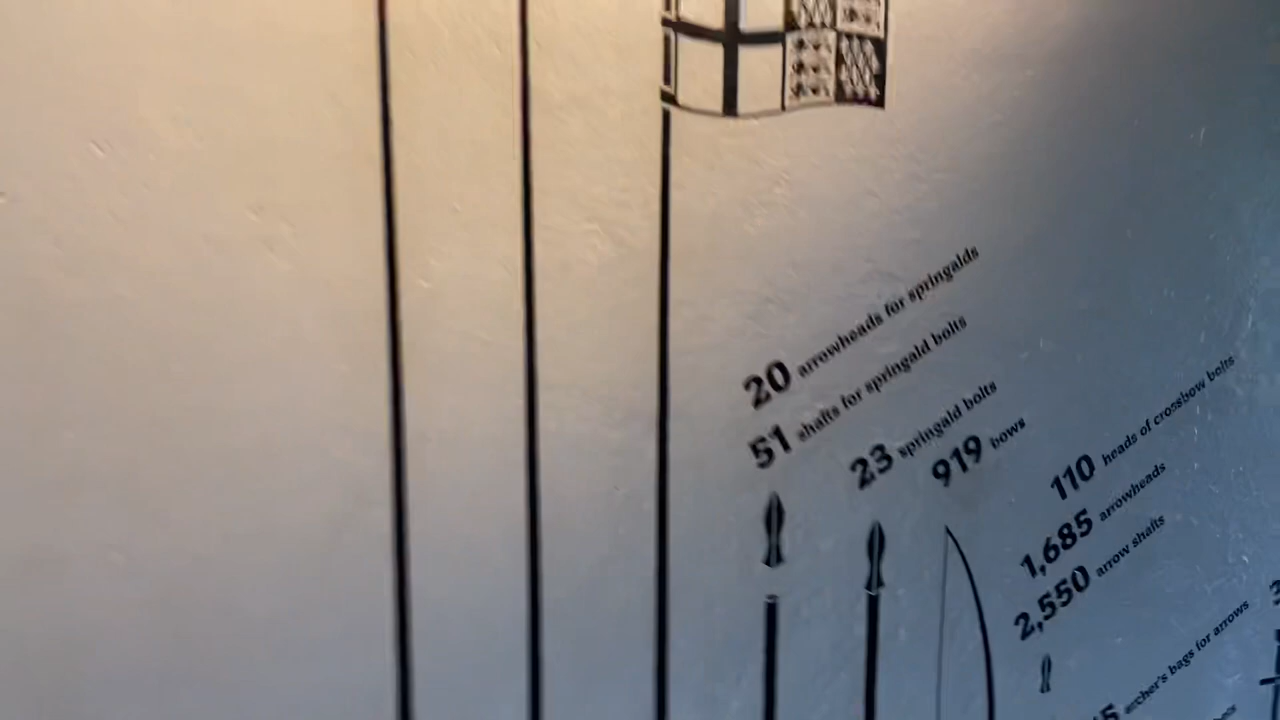 20 arrowheads for springalds
51 shafts for springald bolts
23 springald bolts
919 bows
110 heads of crossbow bolts
1,685 arrowheads
2,550 arrow shafts
archer's bags for arrows